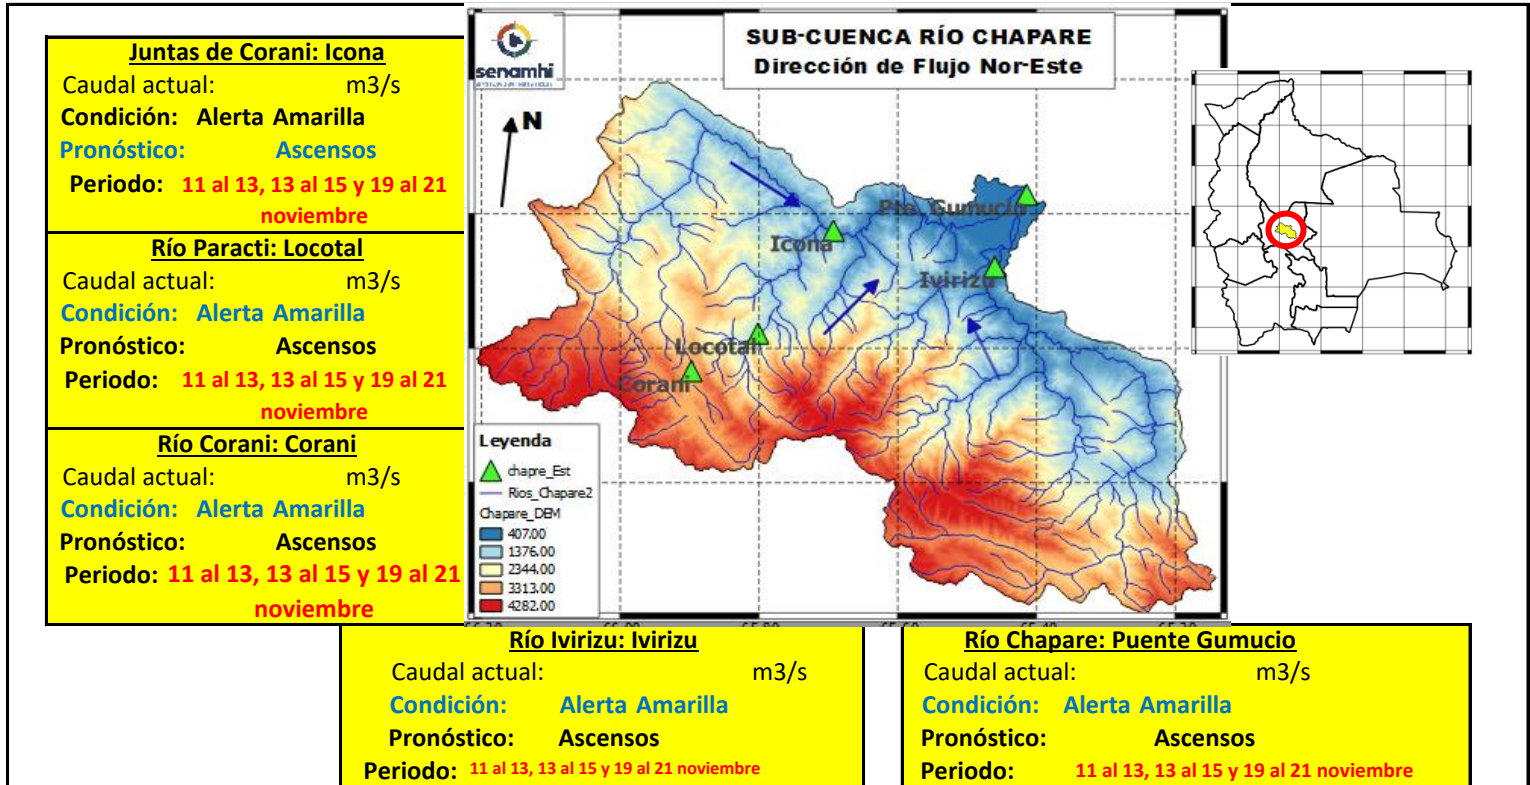 Juntas de Corani: Icona
Caudal actual: m3/s
Condición: Alerta Amarilla
Pronóstico: Ascensos
Periodo: 11 al 13, 13 al 15 y 19 al 21
noviembre
Río Paracti: Locotal
Caudal actual: m3/s
Condición: Alerta Amarilla
Pronóstico: Ascensos
Periodo: 11 al 13, 13 al 15 y 19 al 21
noviembre
Río Corani: Corani
Caudal actual: m3/s
Condición: Alerta Amarilla
Pronóstico: Ascensos
Periodo: 11 al 13, 13 al 15 y 19 al 21
noviembre
senamhi
SUB-CUENCA RÍO CHAPARE
Dirección de Flujo Nor-Este
N
Pte. Gumucio
Icona
Ivirizu
Locotal
Corani
Leyenda
chapre_Est
Rios_Chapare2
Chapare_DEM
407.00
1376.00
2344.00
3313.00
4282.00
Río Ivirizu: Ivirizu
Caudal actual: m3/s
Condición: Alerta Amarilla
Pronóstico: Ascensos
Periodo: 11 al 13, 13 al 15 y 19 al 21 noviembre
Río Chapare: Puente Gumucio
Caudal actual: m3/s
Condición: Alerta Amarilla
Pronóstico: Ascensos
Periodo: 11 al 13, 13 al 15 y 19 al 21 noviembre